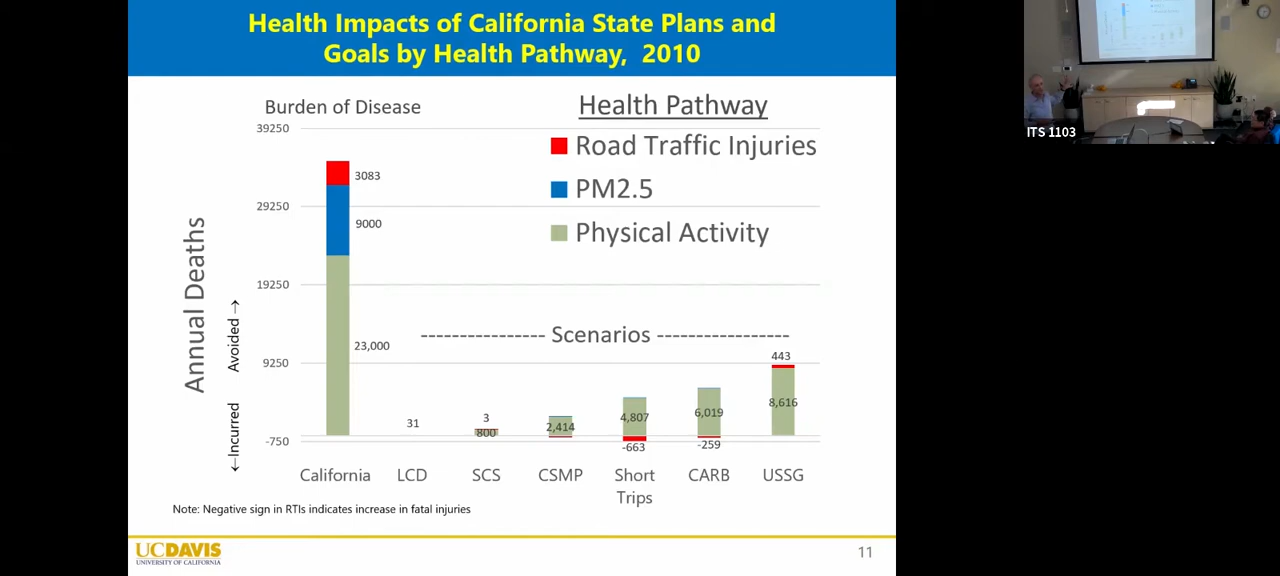 Health Impacts of California State Plans and
Goals by Health Pathway, 2010
Burden of Disease
Health Pathway
Road Traffic Injuries
PM2.5
Physical Activity
Annual Deaths
←Incurred Avoided →
39250
29250
19250
9250
-750
3083
9000
23,000
---------------- Scenarios -----------------
31
3
800
2,414
4,807
-663
6,019
-259
443
8,616
California LCD SCS CSMP Short CARB USSG
Trips
Note: Negative sign in RTIs indicates increase in fatal injuries
UCDAVIS
UNIVERSITY OF CALIFORNIA
11
ITS 1103